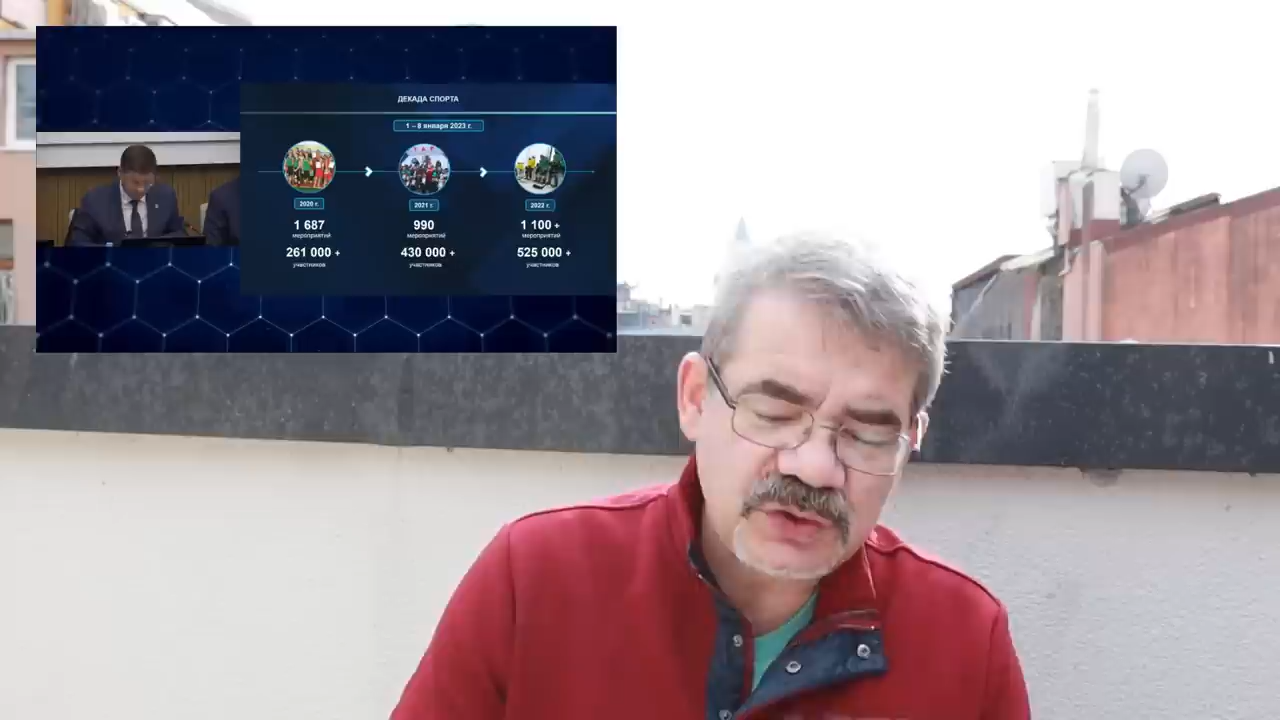 ДЕКАДА СПОРТА
1 – 8 января 2023 г.
2020 г.
2021 г.
2022 г.
1 687
990
1 100 +
мероприятий
мероприятий
мероприятий
261 000 +
430 000 +
525 000 +
участников
участников
участников